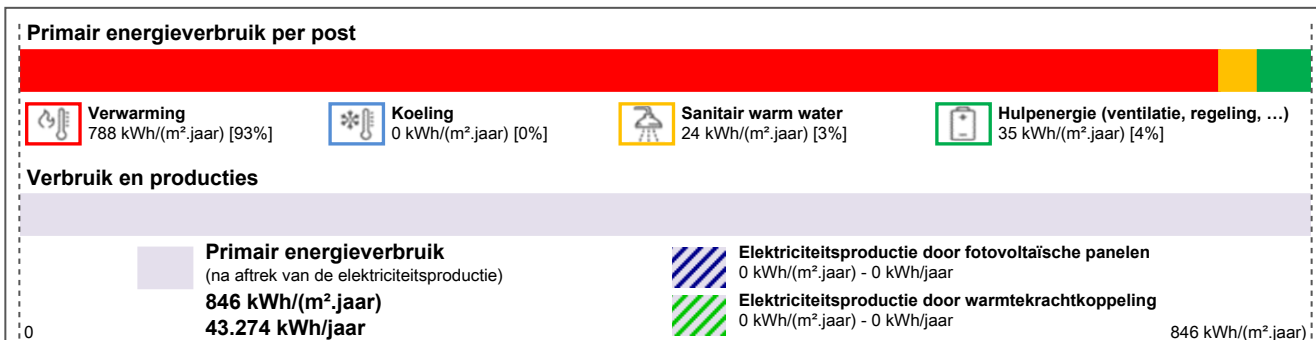 Primair energieverbruik per post
Verwarming
788 kWh/(m².jaar) [93%]
Koeling
0 kWh/(m².jaar) [0%]
Sanitair warm water
24 kWh/(m².jaar) [3%]
Hulpenergie (ventilatie, regeling, …)
35 kWh/(m².jaar) [4%]
Verbruik en producties
Primair energieverbruik
(na aftrek van de elektriciteitsproductie)
846 kWh/(m².jaar)
43.274 kWh/jaar
Elektriciteitsproductie door fotovoltaïsche panelen
0 kWh/(m².jaar) - 0 kWh/jaar
Elektriciteitsproductie door warmtekrachtkoppeling
0 kWh/(m².jaar) - 0 kWh/jaar
0
846 kWh/(m².jaar)